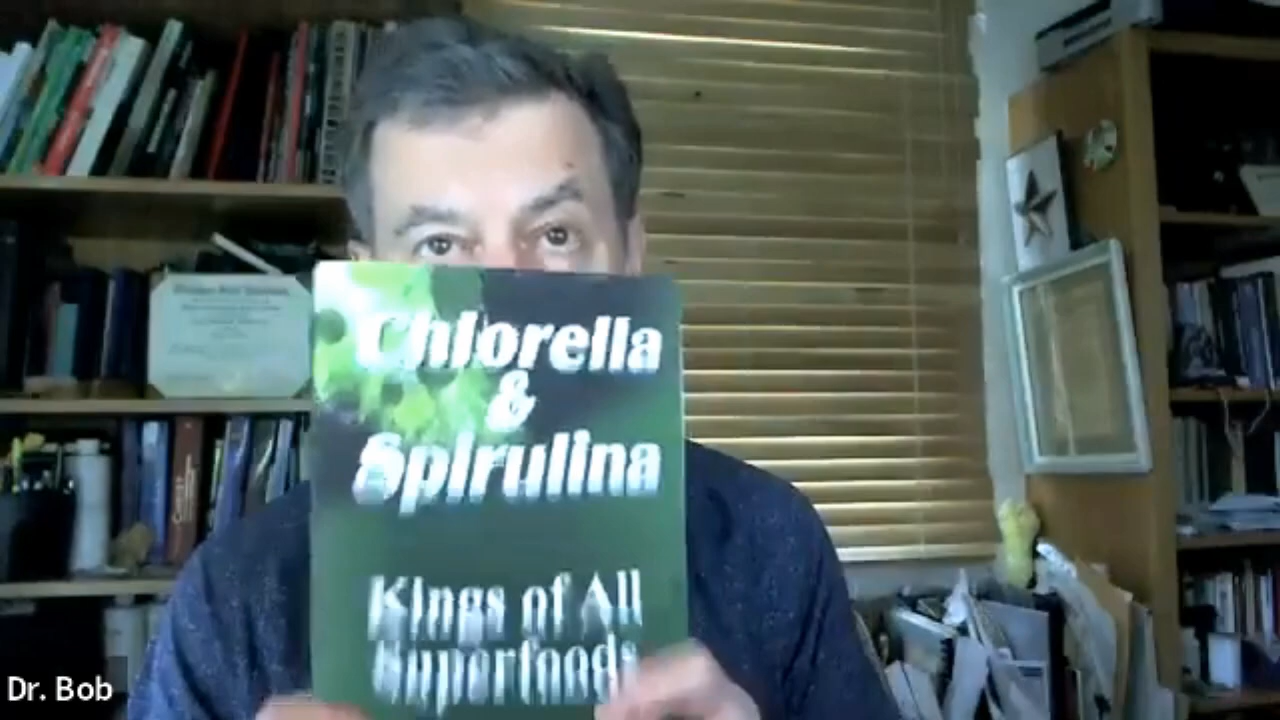 Chlorella
&
Spirulina
Kings of All
Superfoods
Dr. Bob